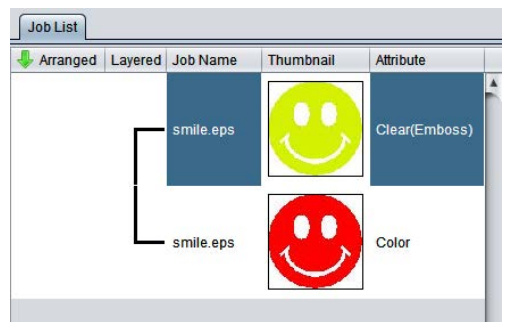 Job List
Arranged Layered Job Name Thumbnail Attribute
smile.eps Clear(Emboss)
smile.eps Color